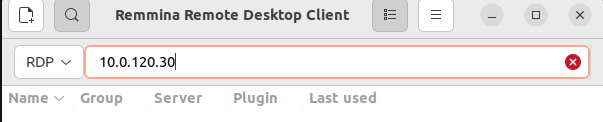 Remmina Remote Desktop Client
RDP 10.0.120.30
Name Group Server Plugin Last used